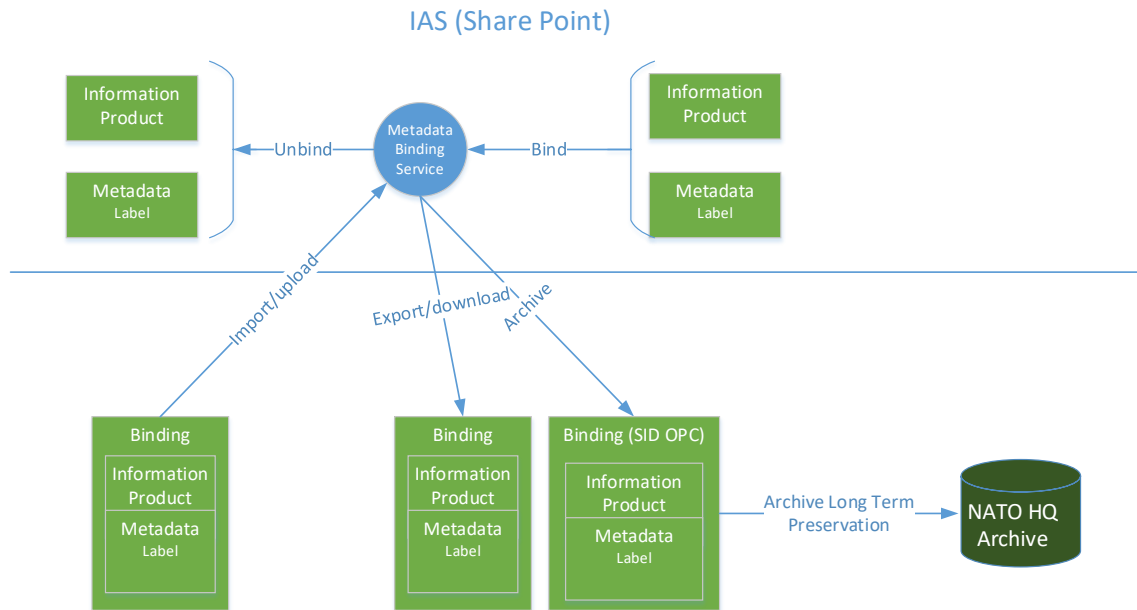 IAS (Share Point)
Information
Product
Metadata
Label
Unbind
Metadata
Binding
Service
Bind
Information
Product
Metadata
Label
Import/upload
Export/download
Archive
Binding
Information
Product
Metadata
Label
Binding
Information
Product
Metadata
Label
Binding (SID OPC)
Information
Product
Metadata
Label
Archive Long Term
Preservation
NATO HQ
Archive